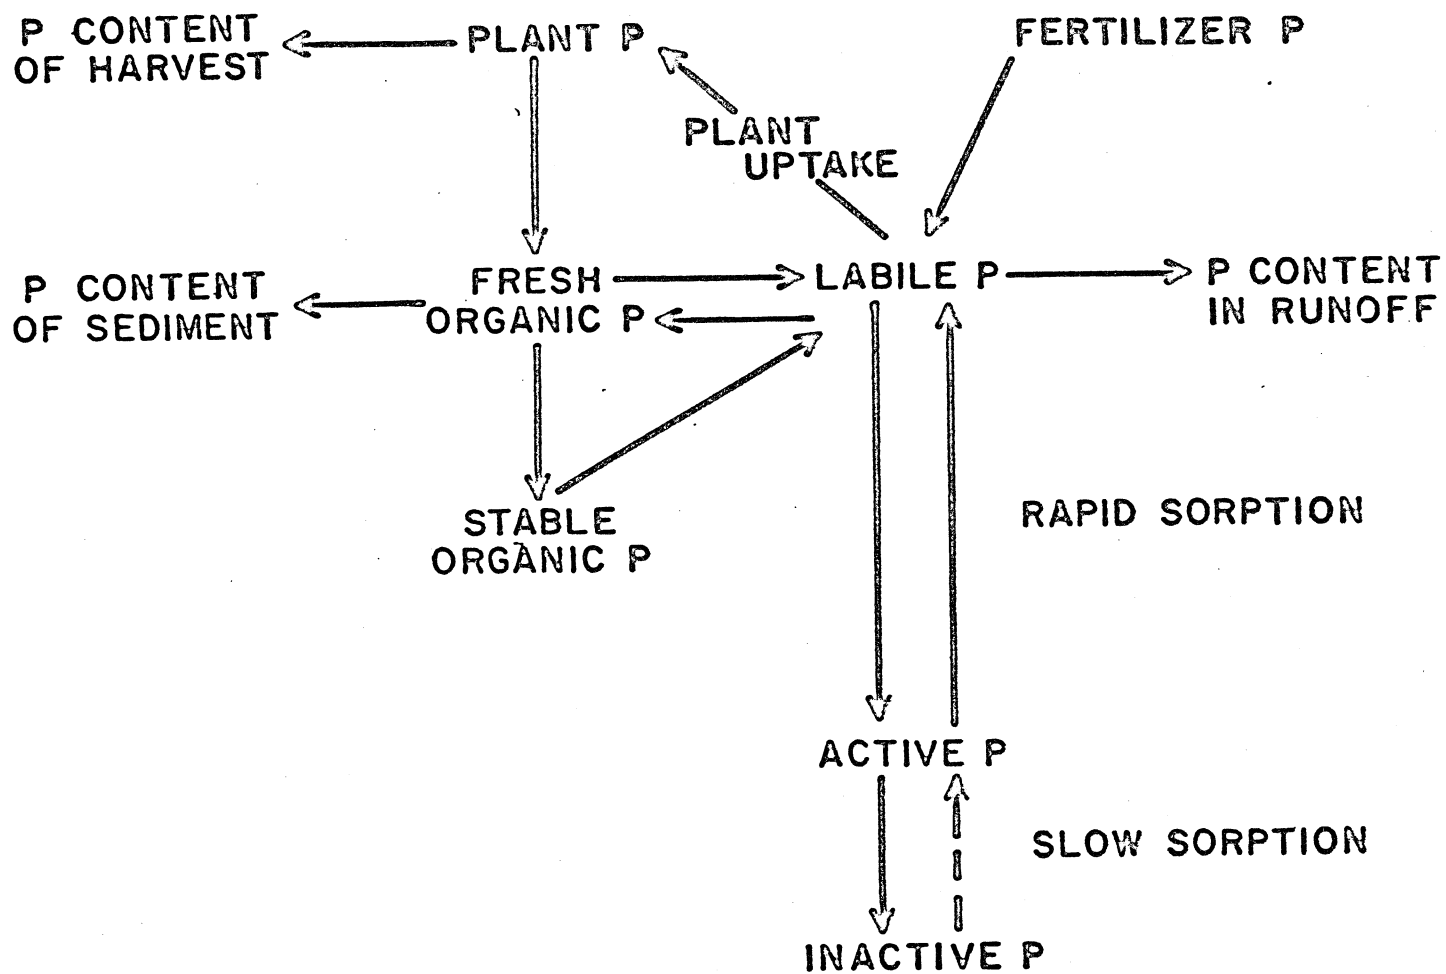 P CONTENT
OF HARVEST
PLANT P
FERTILIZER P
PLANT
UPTAKE
P CONTENT
OF SEDIMENT
FRESH
ORGANIC P
LABILE P
P CONTENT
IN RUNOFF
STABLE
ORGANIC P
RAPID SORPTION
ACTIVE P
SLOW SORPTION
INACTIVE P